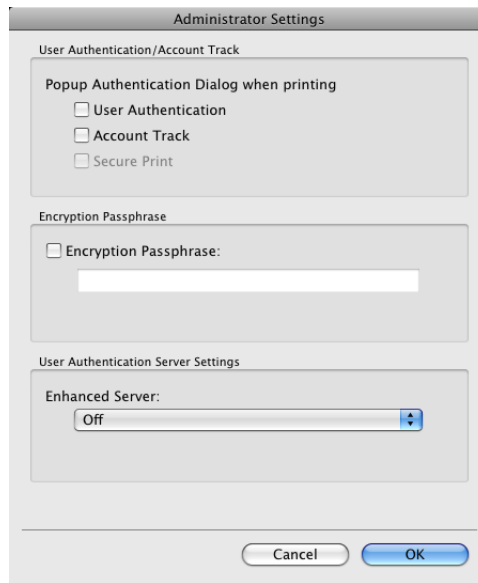 Administrator Settings
User Authentication/Account Track
Popup Authentication Dialog when printing
User Authentication
Account Track
Secure Print
Encryption Passphrase
Encryption Passphrase:
User Authentication Server Settings
Enhanced Server:
Off
Cancel
OK